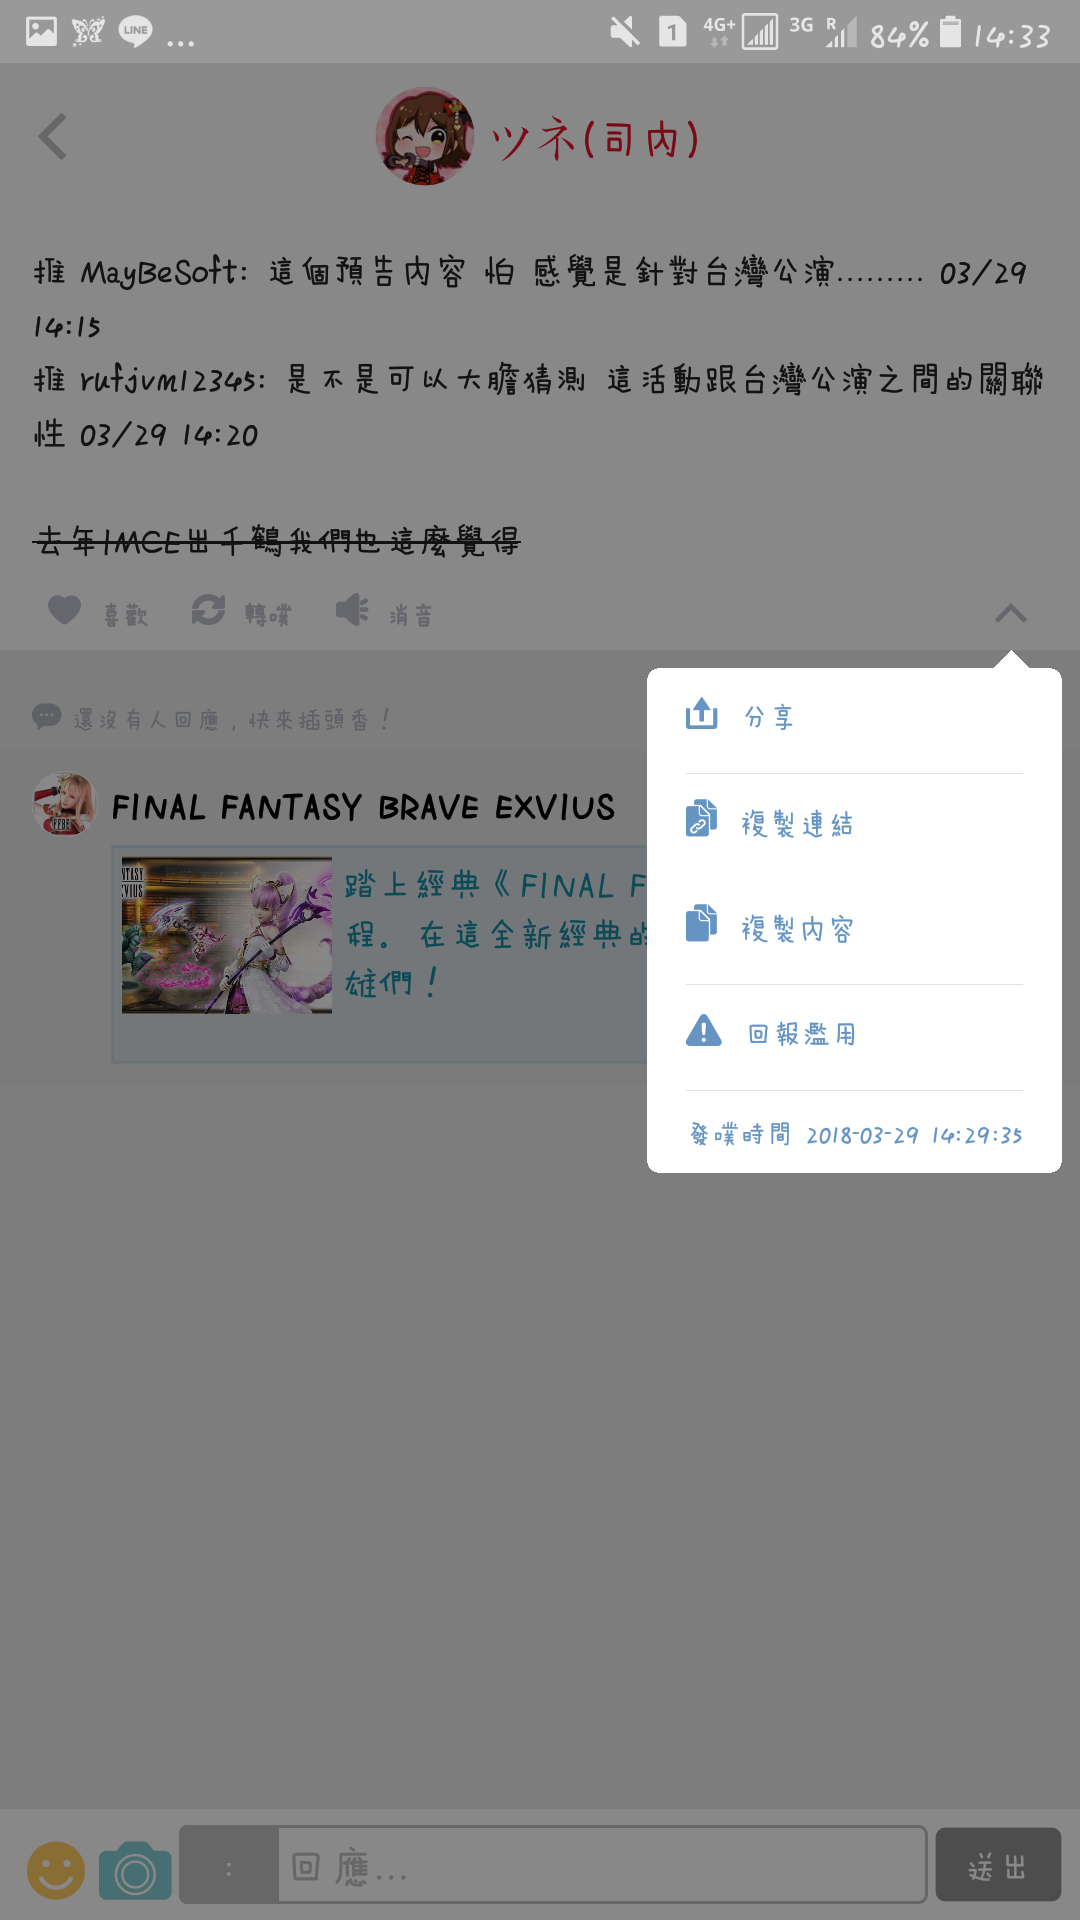 LINE ... 1 4G+ 3G R 84% 14:33
ツネ(司內)
推 MayBeSoft: 這個預告內容 怕 感覺是針對台灣公演......... 03/29
14:15
推 rufjvm12345: 是不是可以大膽猜測 這活動跟台灣公演之間的關聯
性 03/29 14:20
去年IMCE出千鶴我們也這麼覺得
喜歡 轉噗 消音
還沒有人回應，快來插頭香！
分享
複製連結
複製內容
回報濫用
發噗時間 2018-03-29 14:29:35
FINAL FANTASY BRAVE EXVIUS
踏上經典《FINAL F
程。在這全新經典的
雄們！
: 回應... 送出